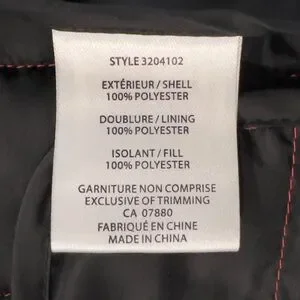 STYLE 3204102
EXTÉRIEUR / SHELL
100% POLYESTER
DOUBLURE / LINING
100% POLYESTER
ISOLANT / FILL
100% POLYESTER
GARNITURE NON COMPRISE
EXCLUSIVE OF TRIMMING
CA 07880
FABRIQUÉ EN CHINE
MADE IN CHINA